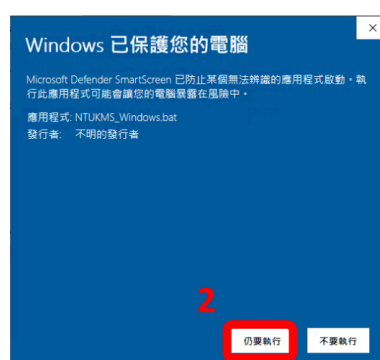 Windows 已保護您的電腦
Microsoft Defender SmartScreen 已防止某個無法辨識的應用程式啟動。執
行此應用程式可能會讓您的電腦暴露在風險中。
應用程式: NTUKMS_Windows.bat
發行者: 不明的發行者
2
仍要執行 不要執行